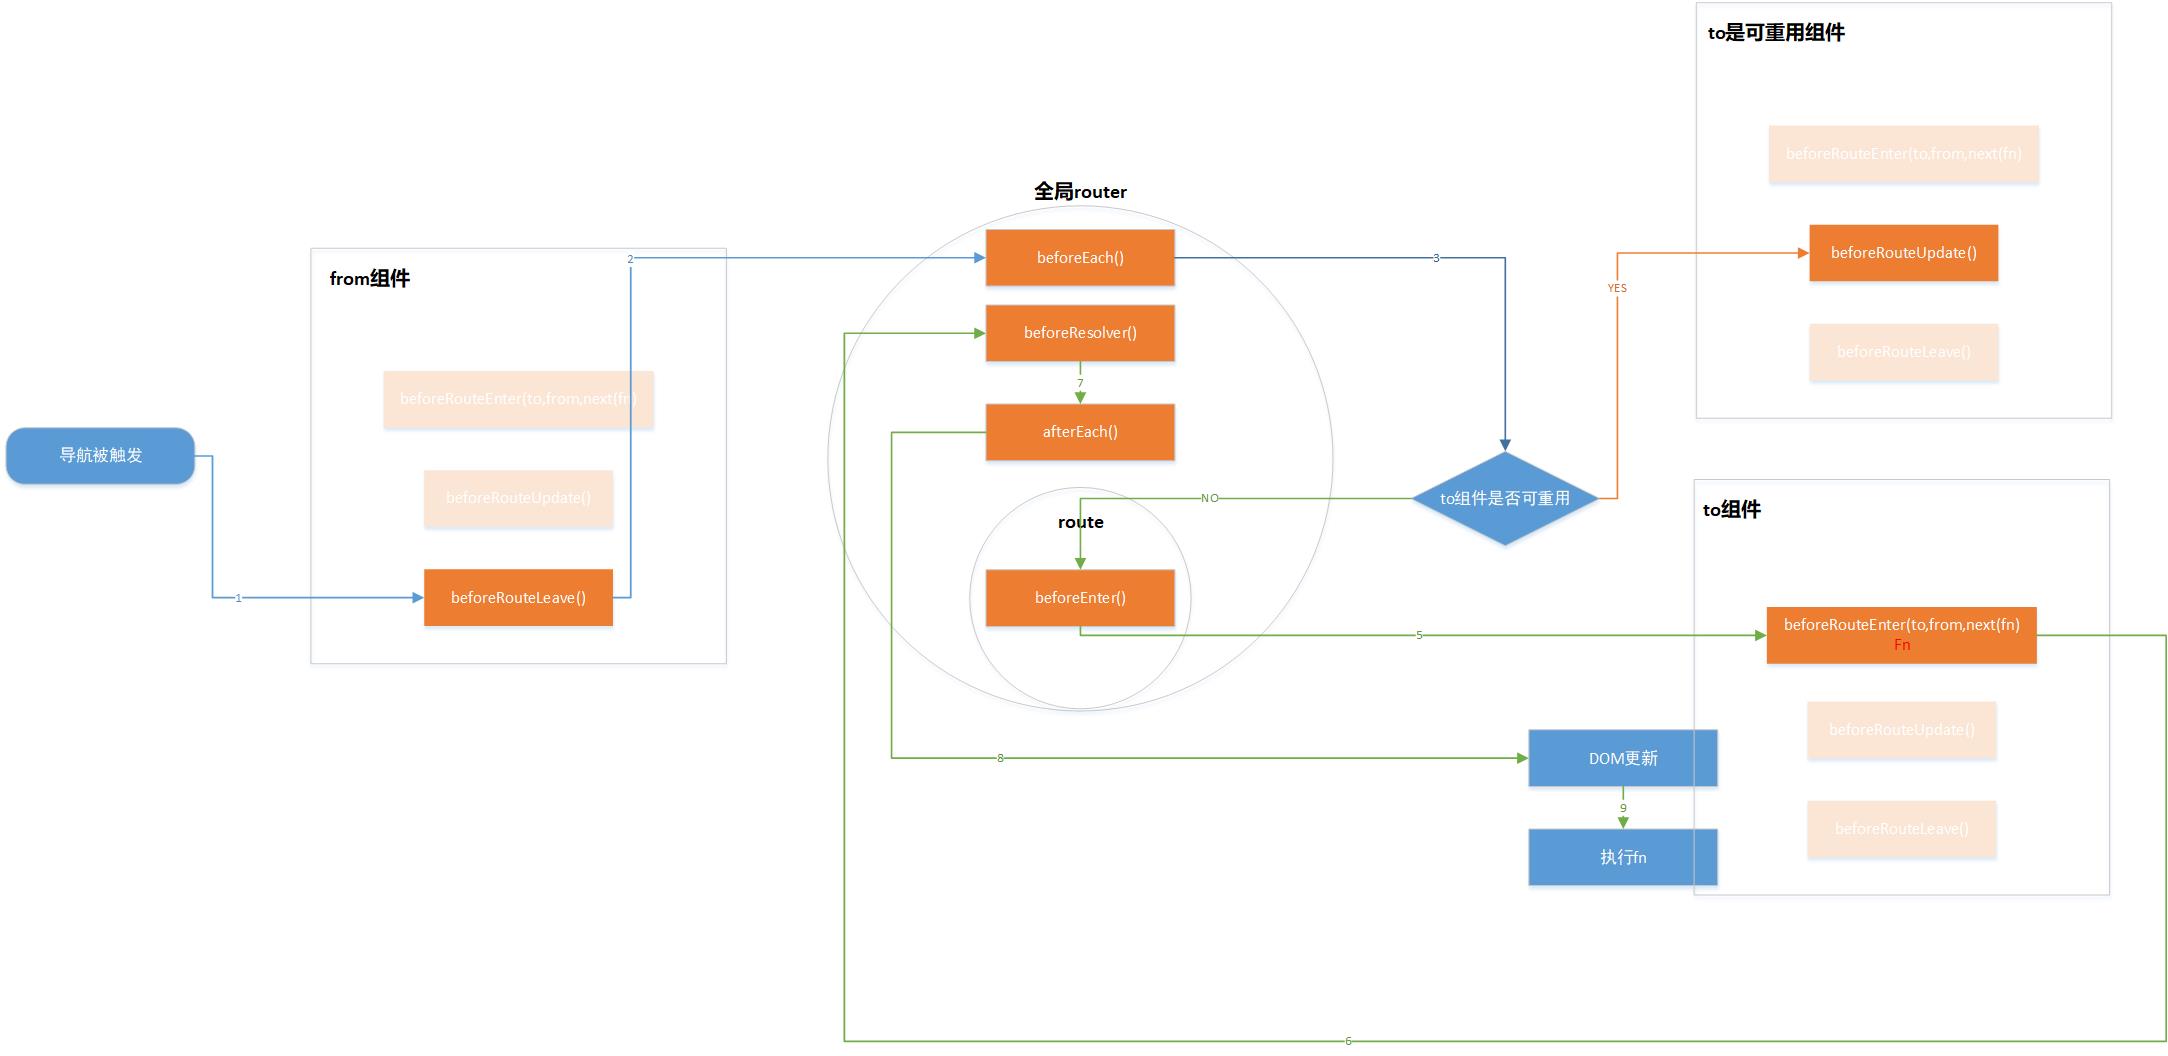 导航被触发
1
from组件
beforeRouteEnter(to,from,next(fn)
beforeRouteUpdate()
beforeRouteLeave()
2
全局router
beforeEach()
beforeResolver()
7
afterEach()
route
beforeEnter()
3
to组件是否可重用
NO
YES
to是可重用组件
beforeRouteEnter(to,from,next(fn)
beforeRouteUpdate()
beforeRouteLeave()
5
to组件
beforeRouteEnter(to,from,next(fn)
Fn
beforeRouteUpdate()
beforeRouteLeave()
8
DOM更新
9
执行fn
6